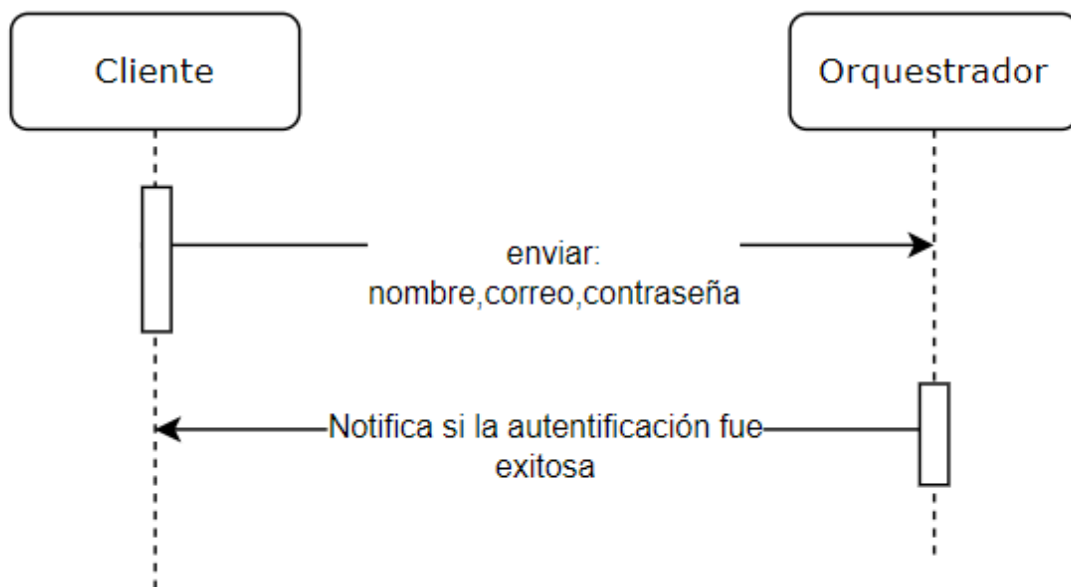 Cliente
Orquestrador
enviar:
nombre,correo,contraseña
Notifica si la autentificación fue
exitosa